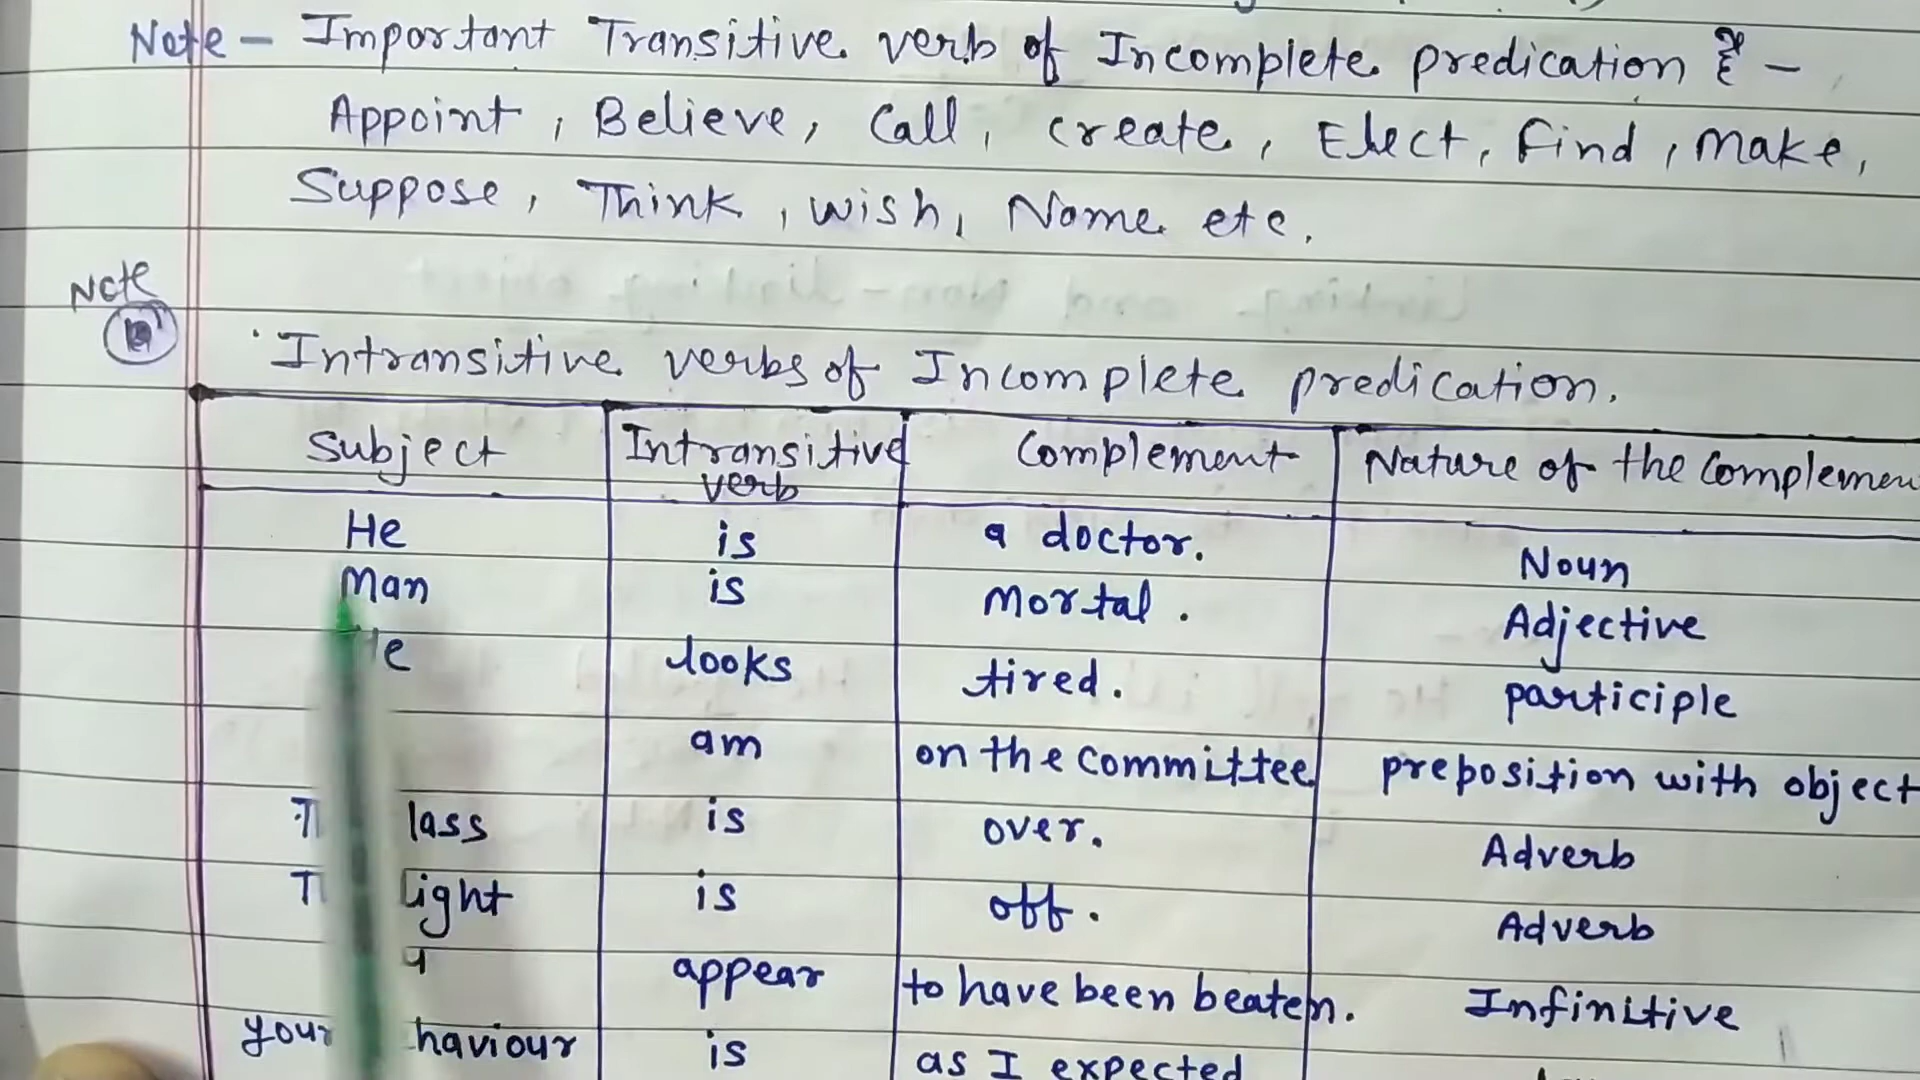 Note - Important Transitive verb of Incomplete predication :-
Appoint, Believe, Call, create, Elect, Find, Make,
Suppose, Think, wish, Name etc.
Note
Intransitive verbs of Incomplete predication.
Subject Intransitive verb Complement Nature of the Complemen
He is a doctor. Noun
Man is Mortal. Adjective
looks tired. participle
am on the committee preposition with object
lass is over. Adverb
Light is off. Adverb
appear to have been beaten. Infinitive
your haviour is as I expected